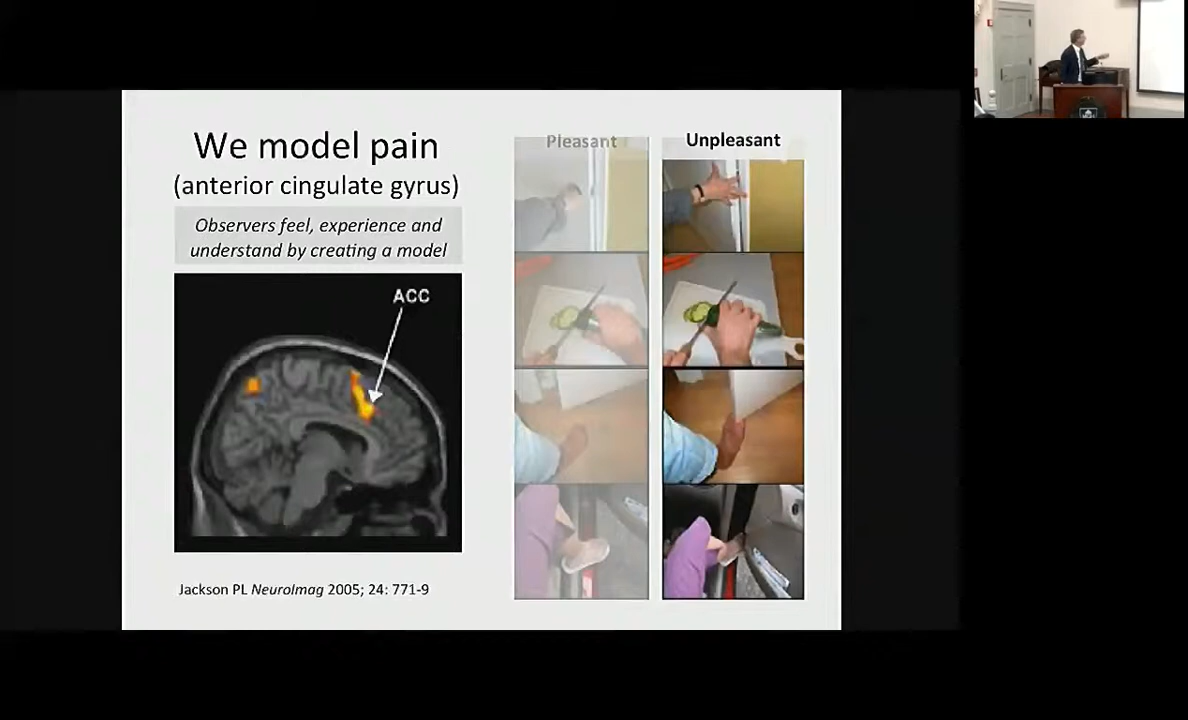 We model pain
(anterior cingulate gyrus)
Observers feel, experience and
understand by creating a model
ACC
Jackson PL NeuroImag 2005; 24: 771-9
Pleasant
Unpleasant